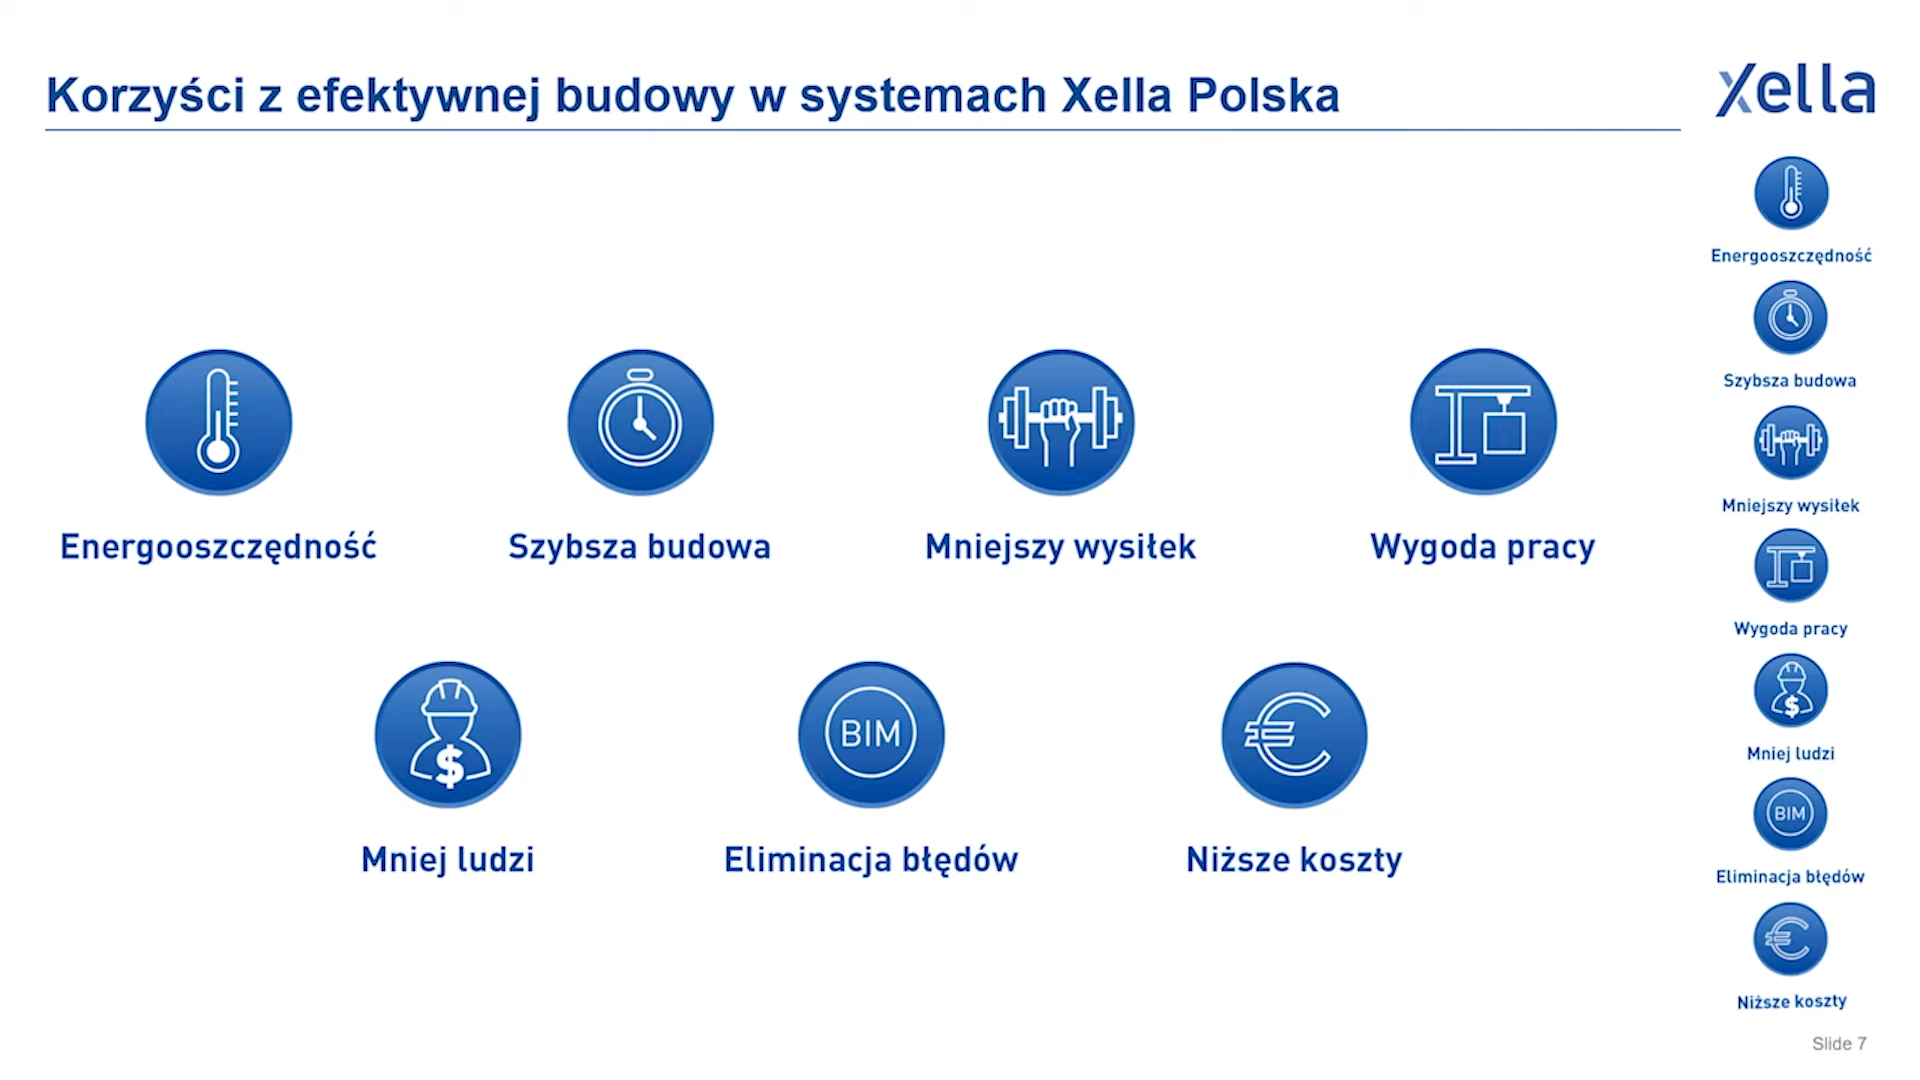 Korzyści z efektywnej budowy w systemach Xella Polska
Xella
Energooszczędność
Szybsza budowa
Mniejszy wysiłek
Wygoda pracy
$
BIM
€
Mniej ludzi
Eliminacja błędów
Niższe koszty
Energooszczędność
Szybsza budowa
Mniejszy wysiłek
Wygoda pracy
$
Mniej ludzi
BIM
Eliminacja błędów
€
Niższe koszty
Slide 7